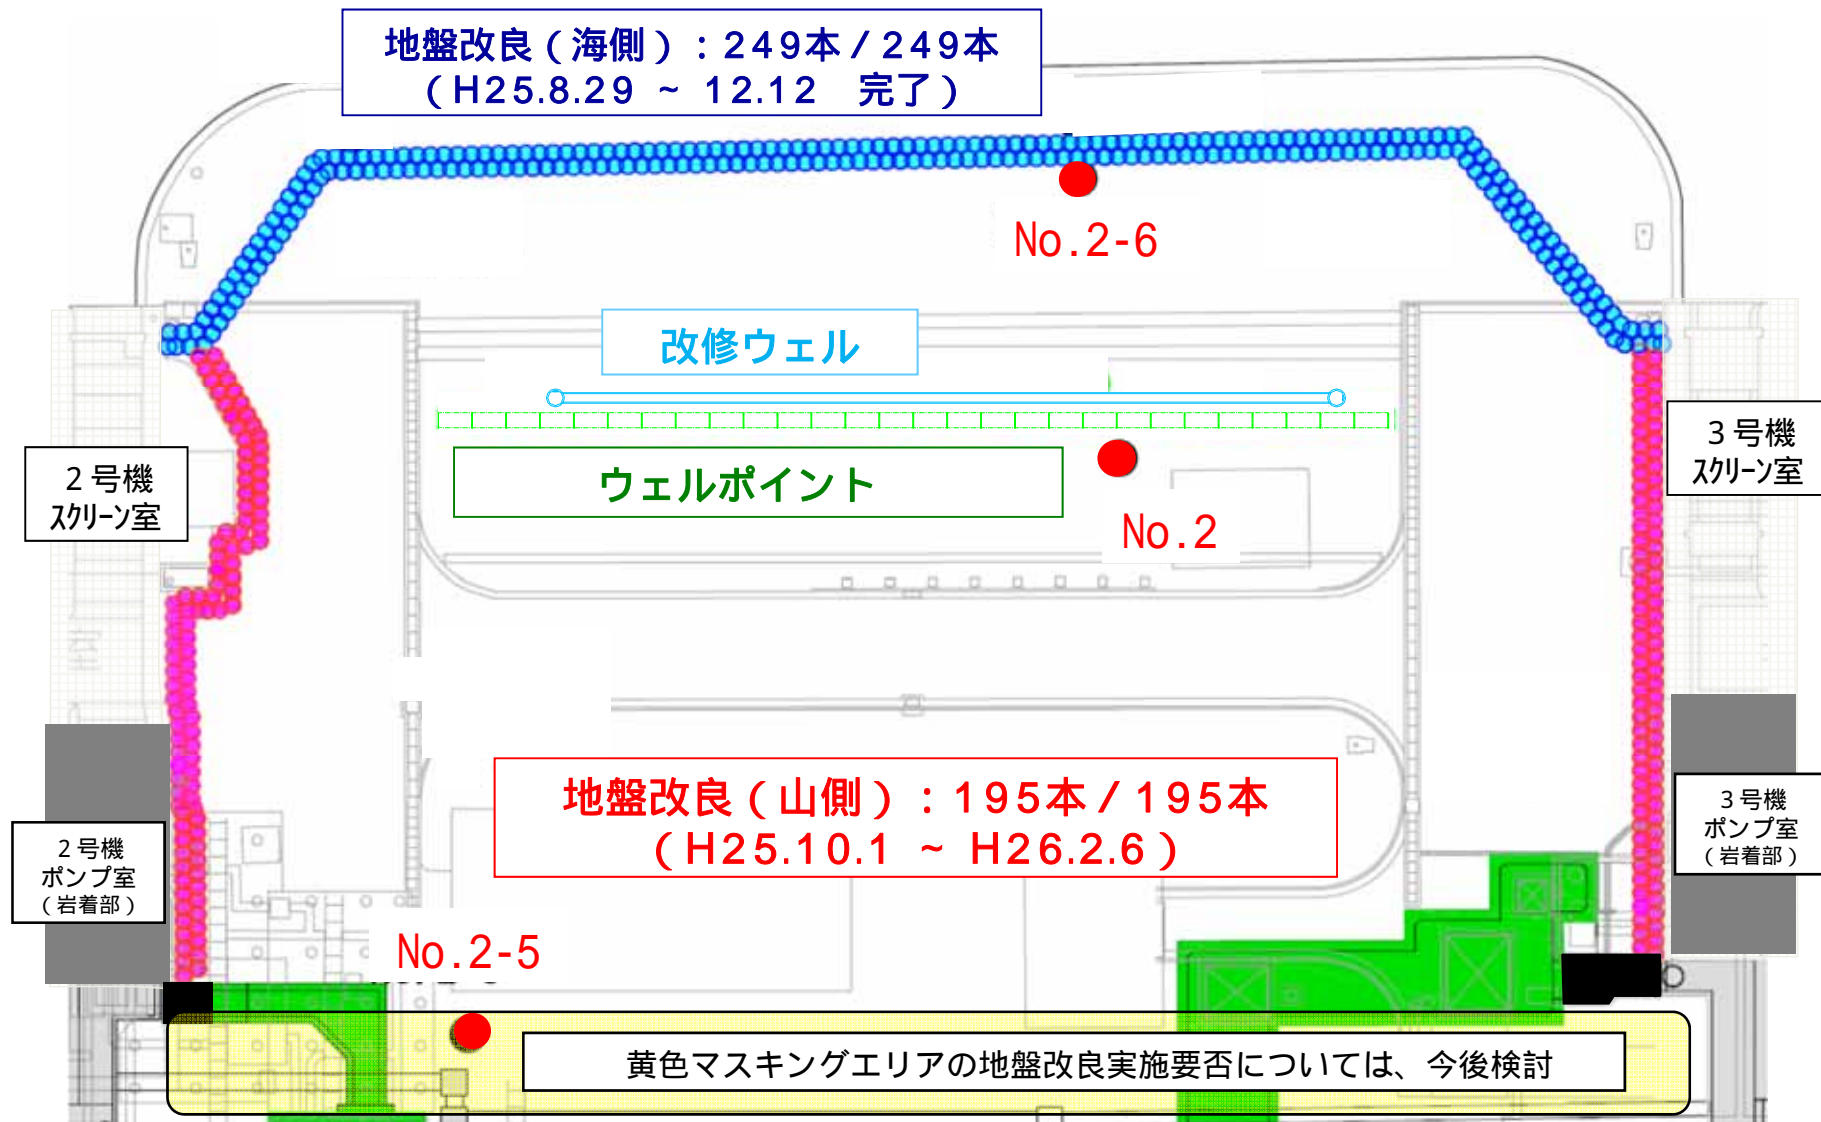 地盤改良（海側）：249本／249本
（H25.8.29 ～ 12.12　完了）
No.2-6
改修ウェル
２号機
ｽｸﾘｰﾝ室
ウェルポイント
No.2
３号機
ｽｸﾘｰﾝ室
地盤改良（山側）：195本／195本
（H25.10.1 ～ H26.2.6）
２号機
ポンプ室
（岩着部）
３号機
ポンプ室
（岩着部）
No.2-5
黄色マスキングエリアの地盤改良実施要否については、今後検討